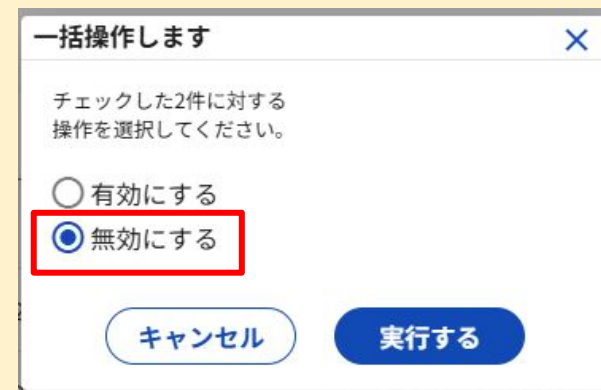 一括操作します
チェックした2件に対する
操作を選択してください。
有効にする
無効にする
キャンセル 実行する